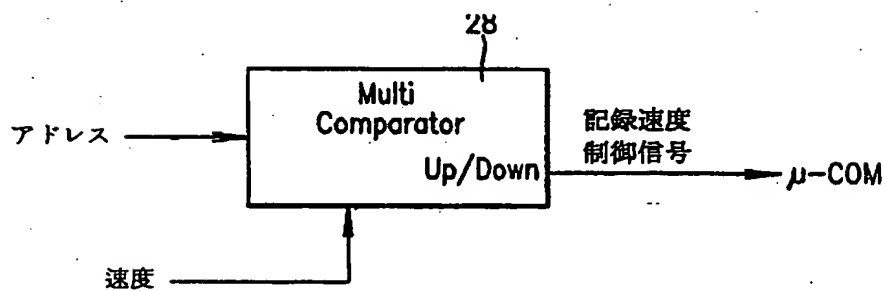 28
Multi
Comparator
アドレス
Up/Down
記録速度
制御信号
μ-COM
速度